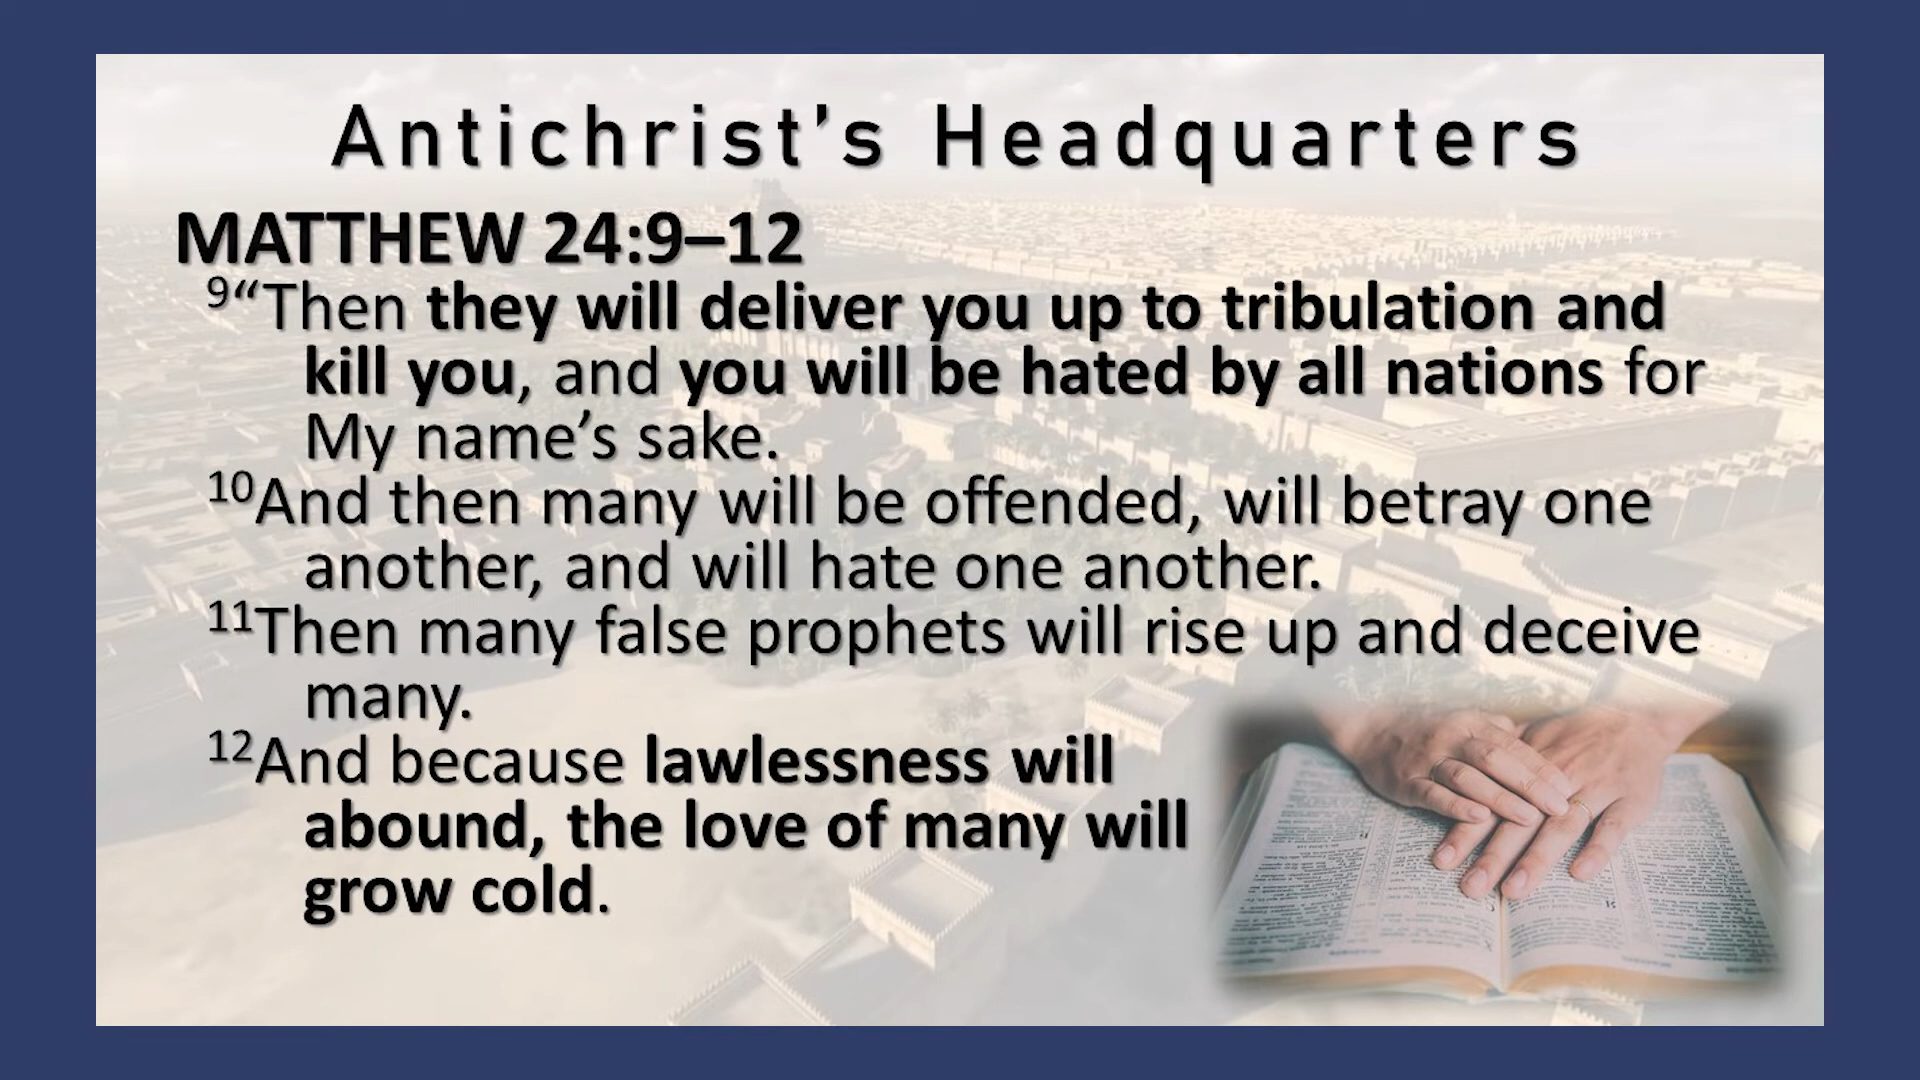 Antichrist’s Headquarters
MATTHEW 24:9–12
9“Then they will deliver you up to tribulation and
kill you, and you will be hated by all nations for
My name’s sake.
10And then many will be offended, will betray one
another, and will hate one another.
11Then many false prophets will rise up and deceive
many.
12And because lawlessness will
abound, the love of many will
grow cold.